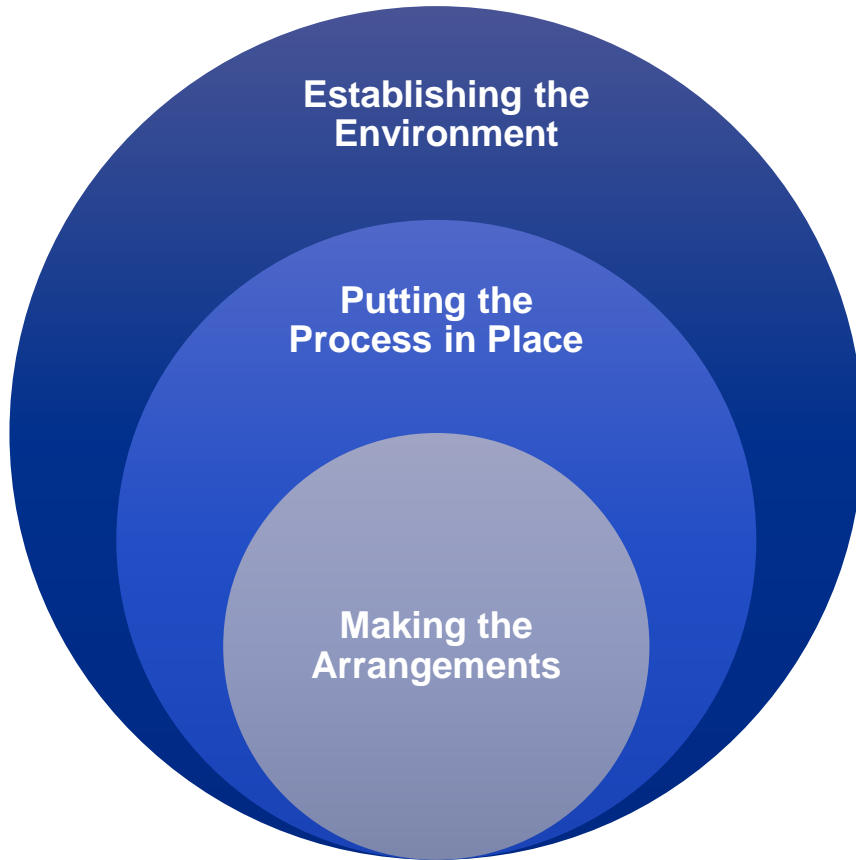 Establishing the
Environment
Putting the
Process in Place
Making the
Arrangements